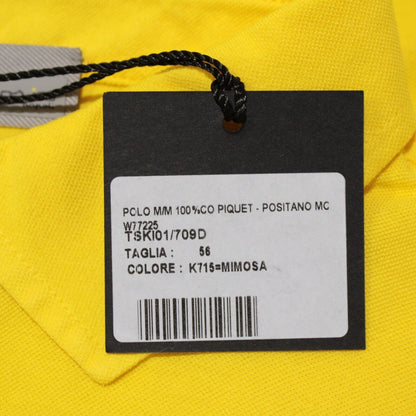 POLO M/M 100%CO PIQUET - POSITANO MC
W77225
TSKI01/709D
TAGLIA : 56
COLORE : K715=MIMOSA